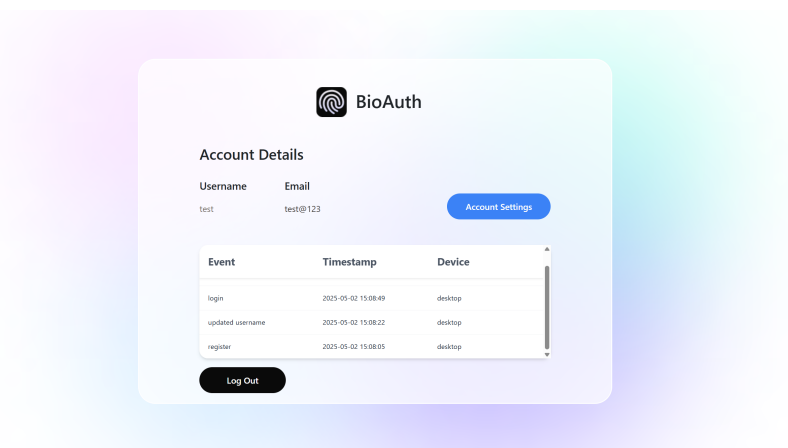 BioAuth
Account Details
Username Email
test test@123
Account Settings
Event Timestamp Device
login 2025-05-02 15:08:49 desktop
updated username 2025-05-02 15:08:22 desktop
register 2025-05-02 15:08:05 desktop
Log Out